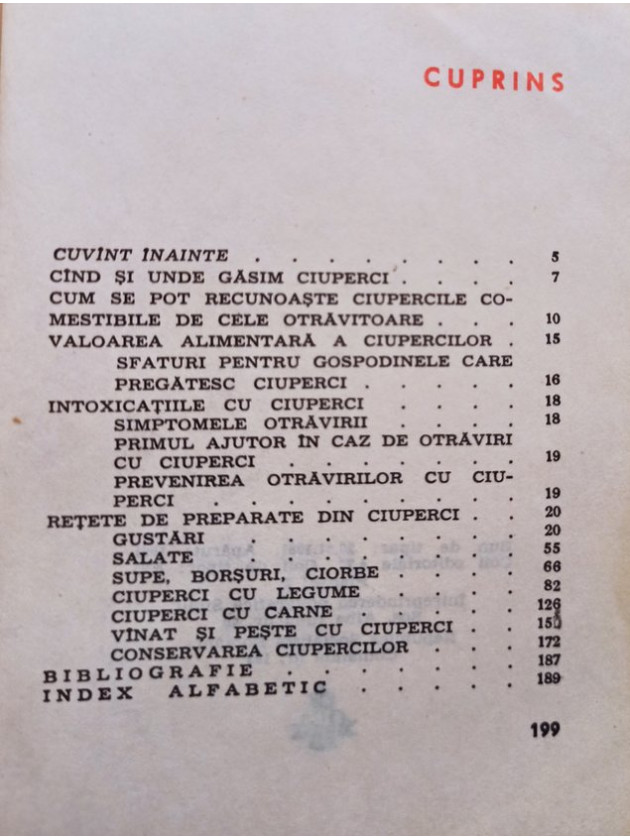 CUPRINS
CUVÎNT ÎNAINTE . . . . . . . . 5
CÎND ȘI UNDE GĂSIM CIUPERCI . . . . 7
CUM SE POT RECUNOAȘTE CIUPERCILE CO-
MESTIBILE DE CELE OTRĂVITOARE . . . 10
VALOAREA ALIMENTARĂ A CIUPERCILOR . 15
SFATURI PENTRU GOSPODINELE CARE
PREGĂTESC CIUPERCI . . . . . 16
INTOXICAȚIILE CU CIUPERCI . . . . 18
SIMPTOMELE OTRĂVIRII . . . . 18
PRIMUL AJUTOR ÎN CAZ DE OTRĂVIRI
CU CIUPERCI . . . . . . . 19
PREVENIREA OTRĂVIRILOR CU CIU-
PERCI . . . . . . . . . 19
REȚETE DE PREPARATE DIN CIUPERCI . . 20
GUSTĂRI . . . . . . . . 20
SALATE . . . . . . . . 55
SUPE, BORȘURI, CIORBE . . . . 66
CIUPERCI CU LEGUME . . . . . 82
CIUPERCI CU CARNE . . . . . 126
VÎNAT ȘI PEȘTE CU CIUPERCI . .
CONSERVAREA CIUPERCILOR . . . 172
BIBLIOGRAFIE . . . . . . . 187
INDEX ALFABETIC . . . . . 189
199